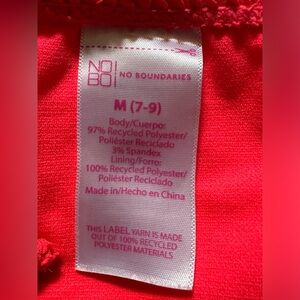 NO
BO
NO BOUNDARIES
M (7-9)
Body/Cuerpo:
97% Recycled Polyester/
Poliéster Reciclado
3% Spandex
Lining/Forro:
100% Recycled Polyester/
Poliéster Reciclado
Made in/Hecho en China
THIS LABEL YARN IS MADE
OUT OF 100% RECYCLED
POLYESTER MATERIALS